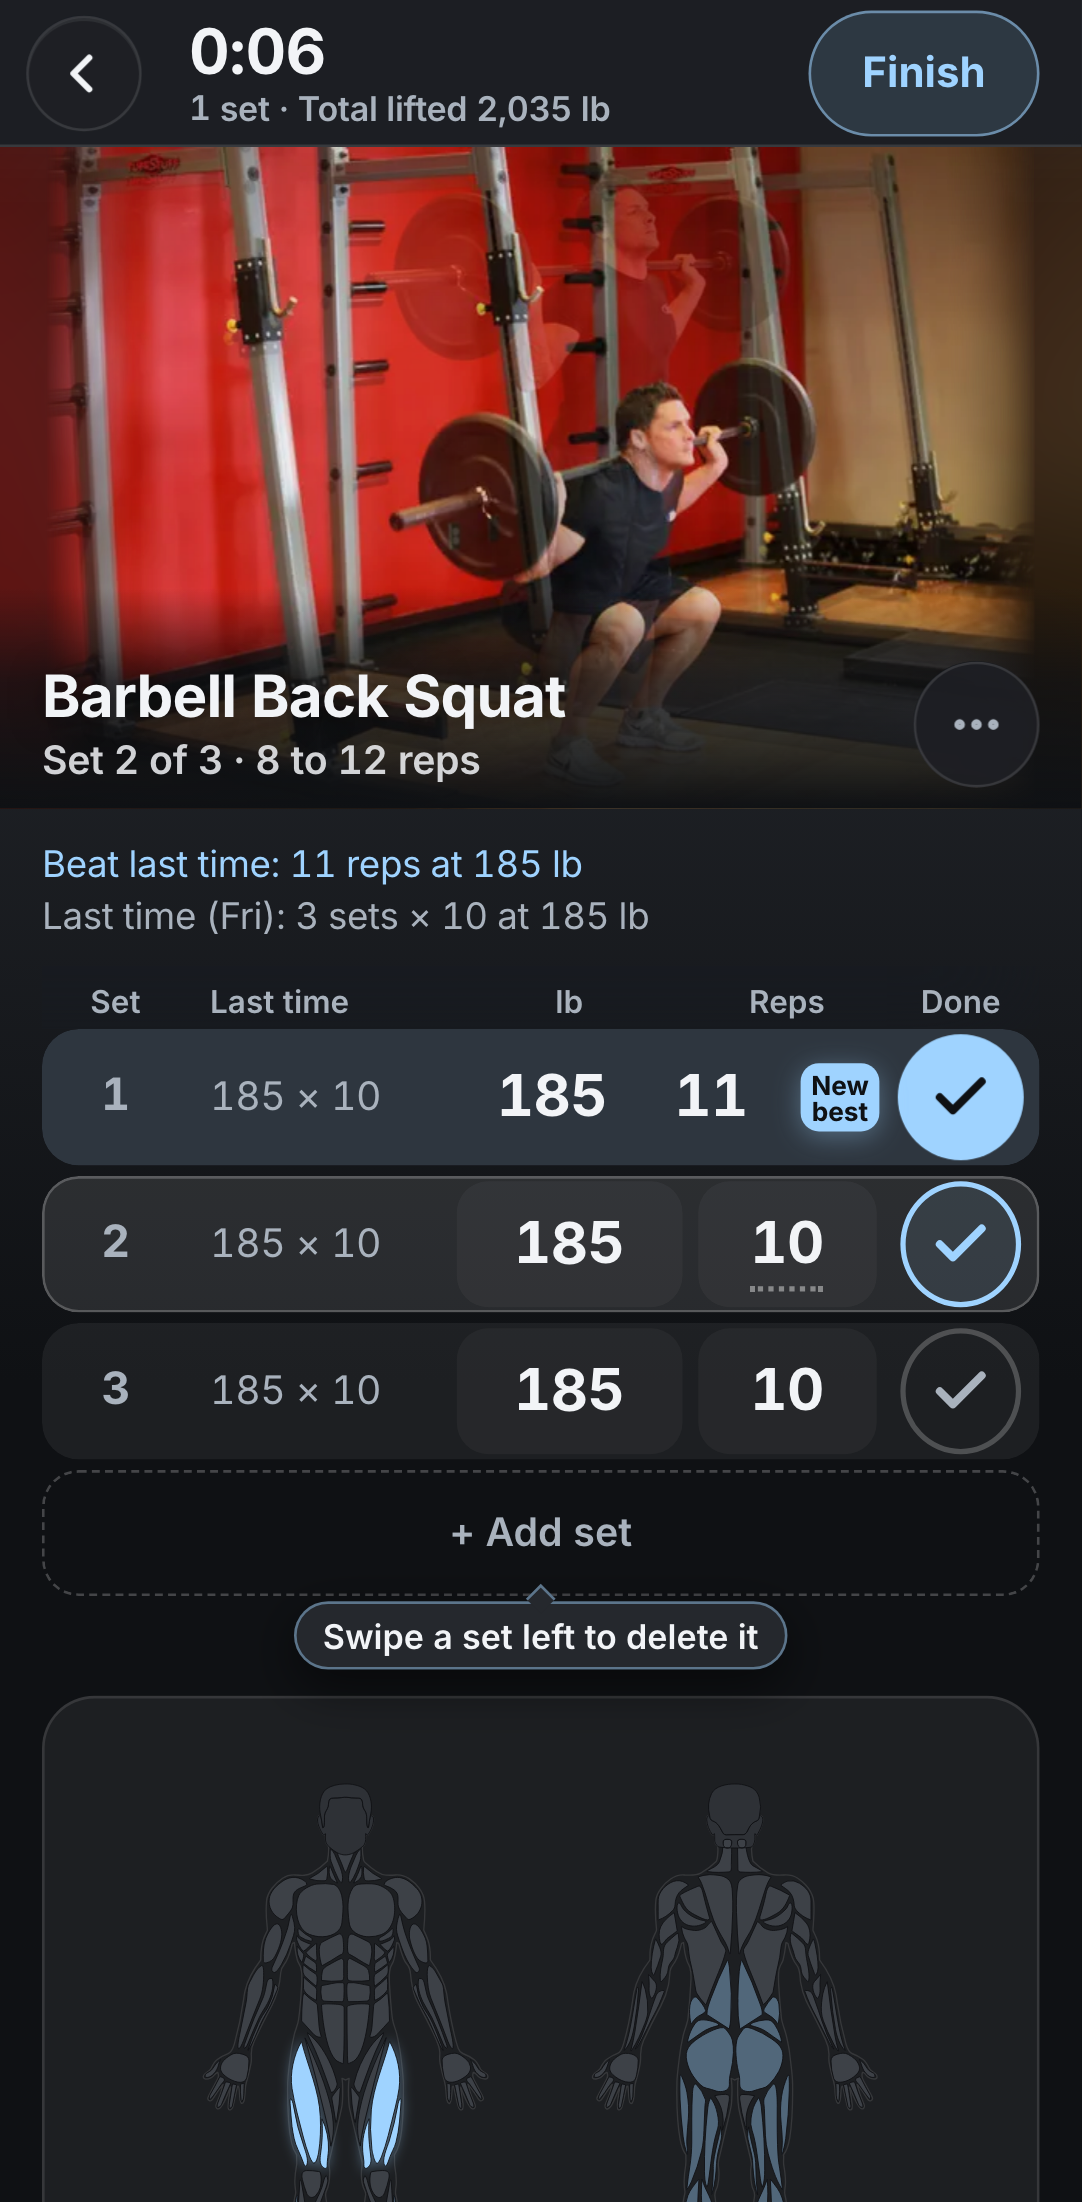 0:06
1 set · Total lifted 2,035 lb
Finish
Barbell Back Squat
Set 2 of 3 · 8 to 12 reps
Beat last time: 11 reps at 185 lb
Last time (Fri): 3 sets × 10 at 185 lb
Set Last time lb Reps Done
1 185 × 10 185 11 New best
2 185 × 10 185 10
3 185 × 10 185 10
+ Add set
Swipe a set left to delete it